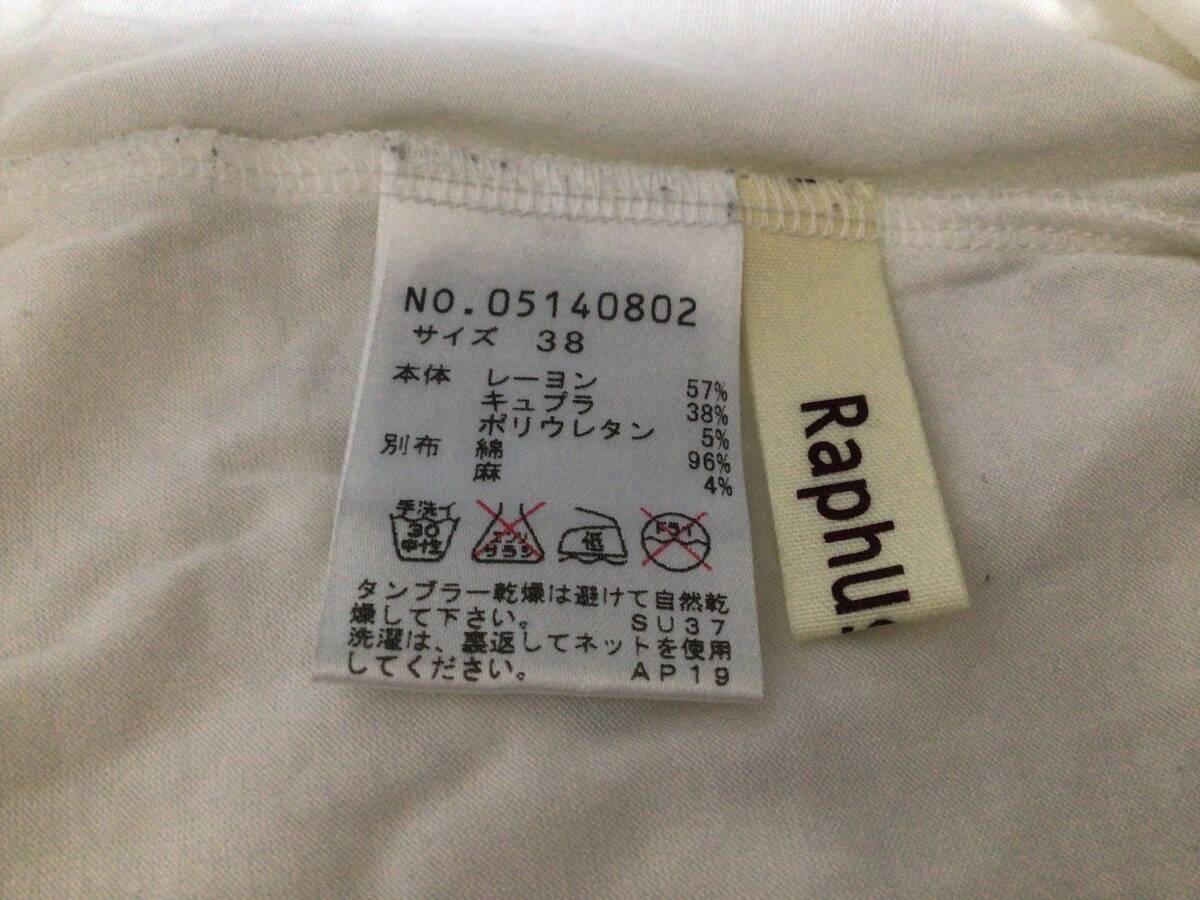 NO.05140802
サイズ 38
本体 レーヨン 57%
キュプラ 38%
ポリウレタン 5%
別布 綿 96%
麻 4%
手洗イ
30
中性
エンソ
サラシ
低
ドライ
タンブラー乾燥は避けて自然乾
燥して下さい。 SU37
洗濯は、裏返してネットを使用
してください。 AP19
RaphUs